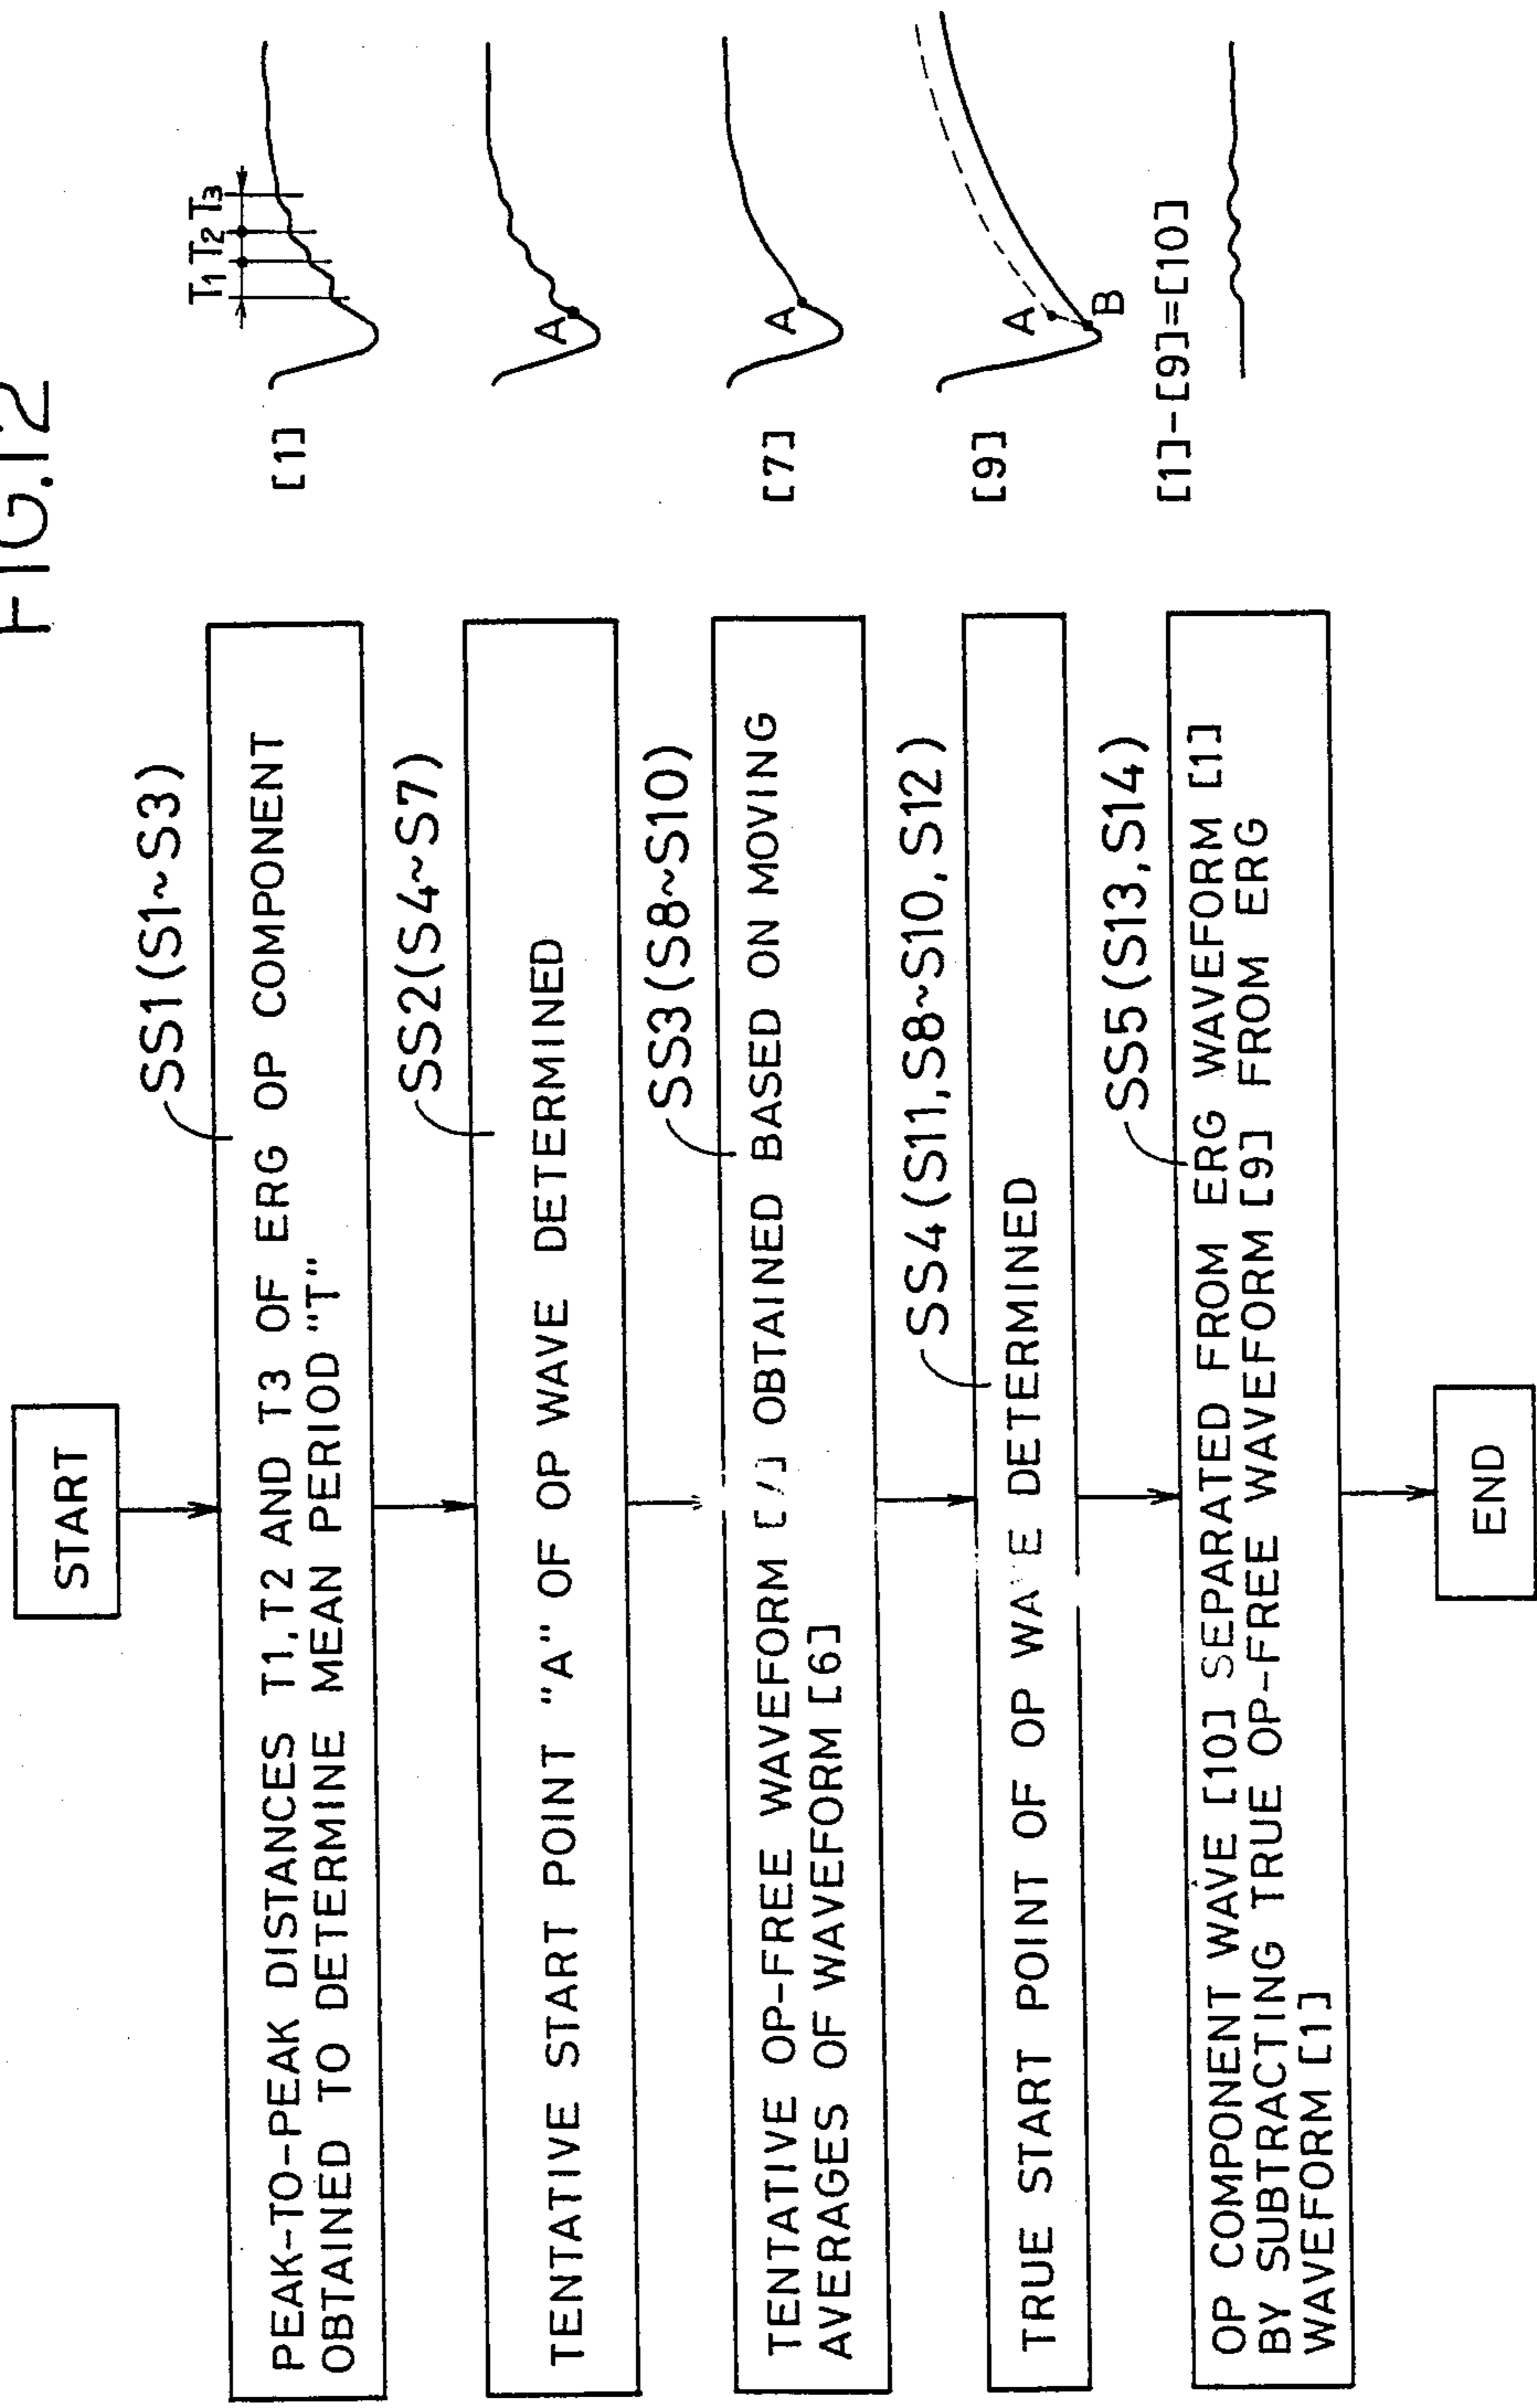 FIG.12
START
SS1(S1~S3)
PEAK-TO-PEAK DISTANCES T1,T2 AND T3 OF ERG OP COMPONENT
OBTAINED TO DETERMINE MEAN PERIOD "T"
[1]
T1 T2 T3
SS2(S4~S7)
TENTATIVE START POINT "A" OF OP WAVE DETERMINED
A
SS3(S8~S10)
TENTATIVE OP-FREE WAVEFORM OBTAINED BASED ON MOVING
AVERAGES OF WAVEFORM [6]
[7]
A
SS4(S11,S8~S10,S12)
TRUE START POINT OF OP DETERMINED
[9]
A
B
SS5(S13,S14)
OP COMPONENT WAVE [10] SEPARATED FROM ERG WAVEFORM [1]
BY SUBTRACTING TRUE OP-FREE WAVEFORM [9] FROM ERG
WAVEFORM [1]
[1]-[9]=[10]
END